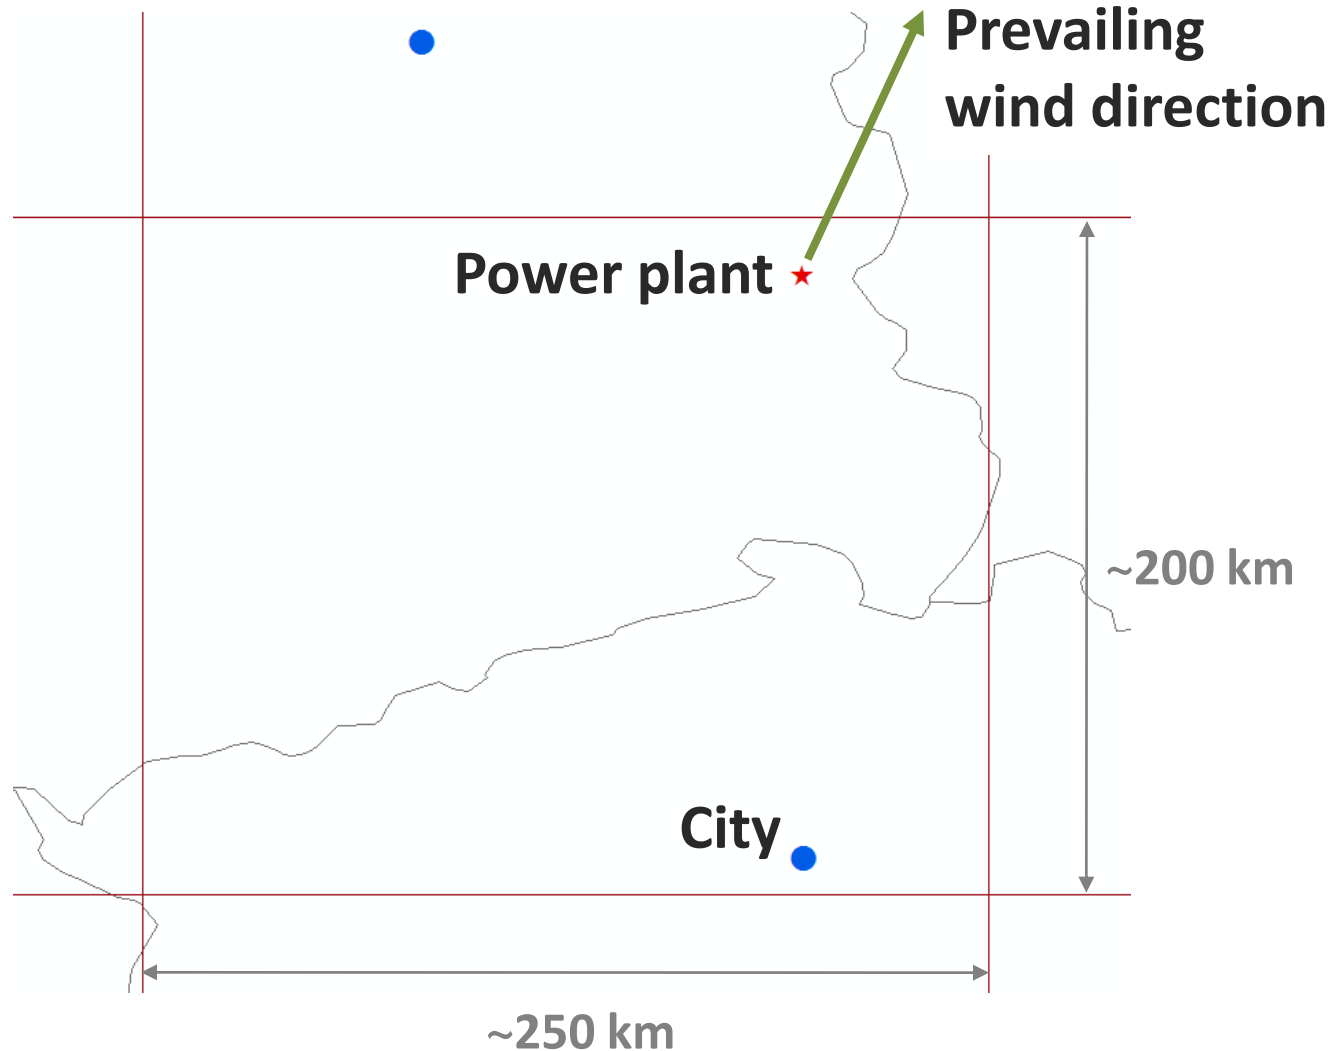 Prevailing
wind direction
Power plant
~200 km
City
~250 km